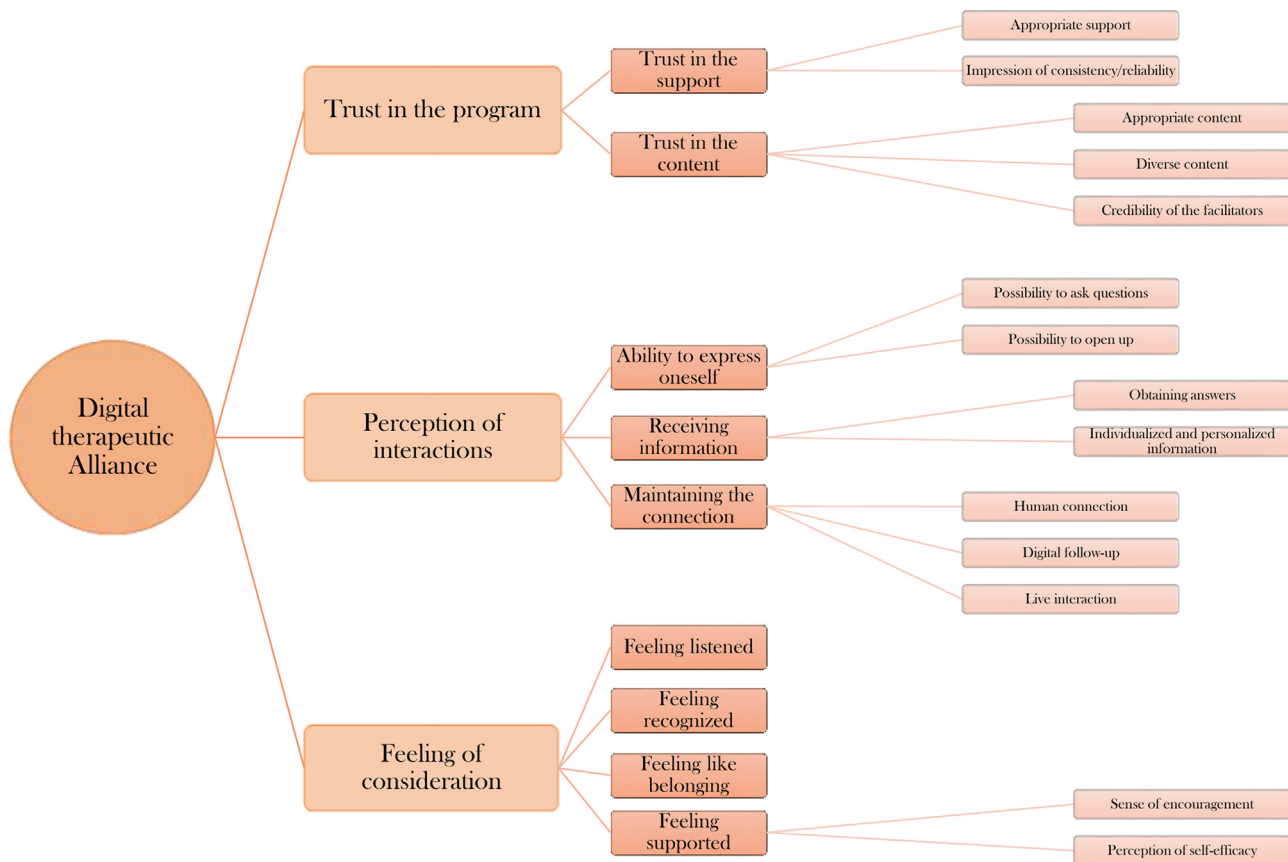 Digital
therapeutic
Alliance
Trust in the program
Trust in the
support
Appropriate support
Impression of consistency/reliability
Trust in the
content
Appropriate content
Diverse content
Credibility of the facilitators
Perception of
interactions
Ability to express
oneself
Possibility to ask questions
Possibility to open up
Receiving
information
Obtaining answers
Individualized and personalized
information
Maintaining the
connection
Human connection
Digital follow-up
Live interaction
Feeling of
consideration
Feeling listened
Feeling
recognized
Feeling like
belonging
Feeling
supported
Sense of encouragement
Perception of self-efficacy